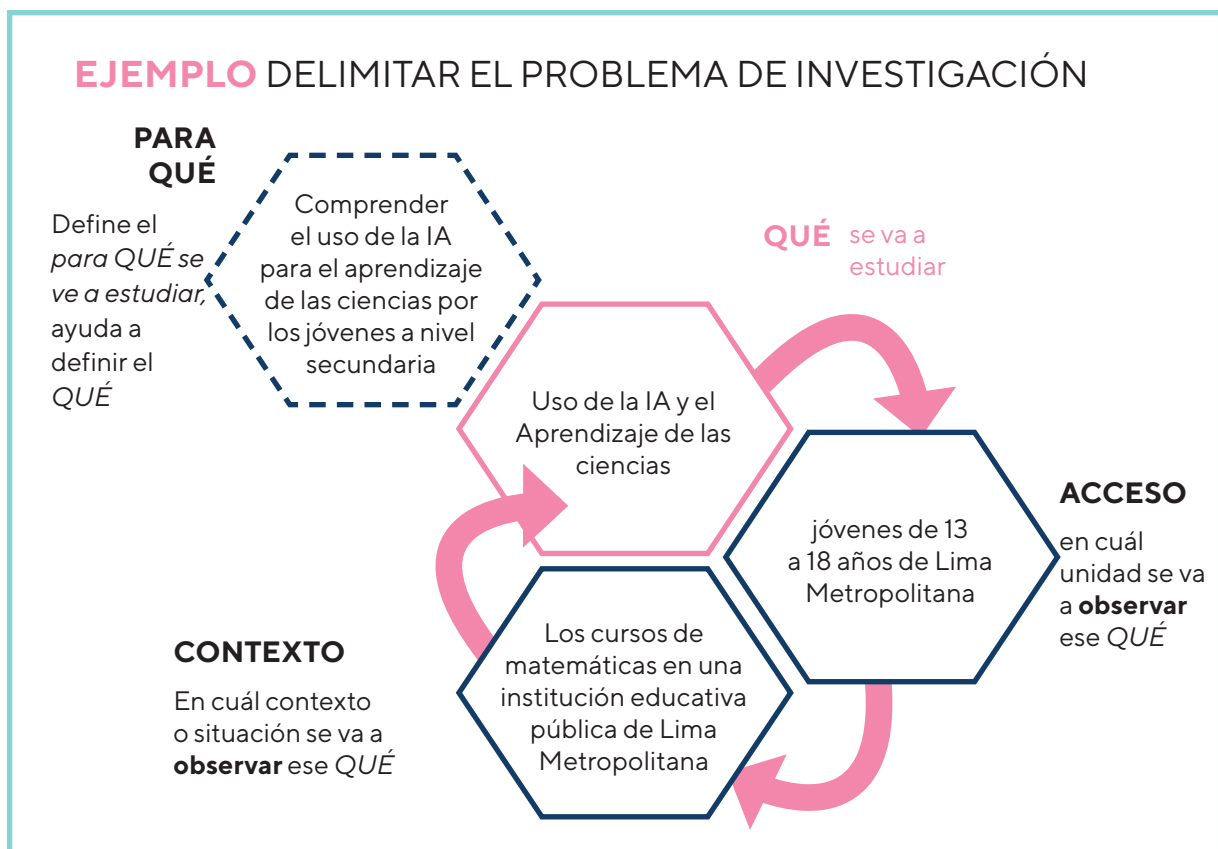 EJEMPLO DELIMITAR EL PROBLEMA DE INVESTIGACIÓN
PARA
QUÉ
Define el
para QUÉ se
ve a estudiar,
ayuda a
definir el
QUÉ
Comprender
el uso de la IA
para el aprendizaje
de las ciencias por
los jóvenes a nivel
secundaria
QUÉ se va a
estudiar
Uso de la IA y el
Aprendizaje de las
ciencias
jóvenes de 13
a 18 años de Lima
Metropolitana
ACCESO
en cuál
unidad se va
a observar
ese QUÉ
CONTEXTO
En cuál contexto
o situación se va a
observar ese QUÉ
Los cursos de
matemáticas en una
institución educativa
pública de Lima
Metropolitana